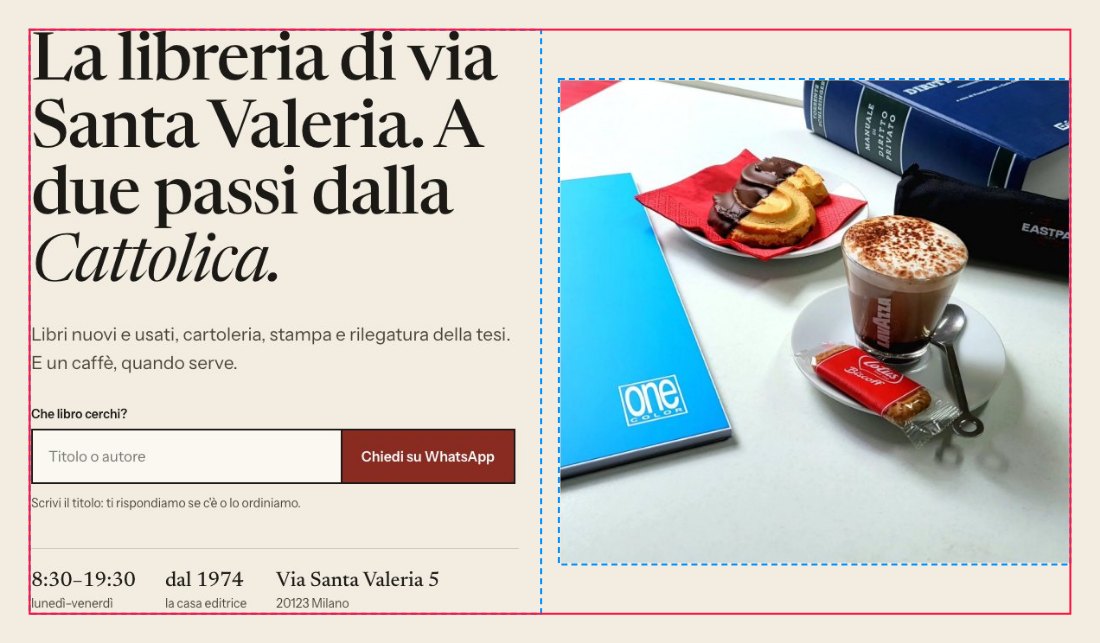 La libreria di via
Santa Valeria. A
due passi dalla
Cattolica.
Libri nuovi e usati, cartoleria, stampa e rilegatura della tesi.
E un caffè, quando serve.
Che libro cerchi?
Titolo o autore
Chiedi su WhatsApp
Scrivi il titolo: ti rispondiamo se c'è o lo ordiniamo.
8:30–19:30
lunedì–venerdì
dal 1974
la casa editrice
Via Santa Valeria 5
20123 Milano
MANUALE
DI
DIRITTO
PRIVATO
EASTPA
LAVAZZA
Lotus
Biscoff
one
COLOR